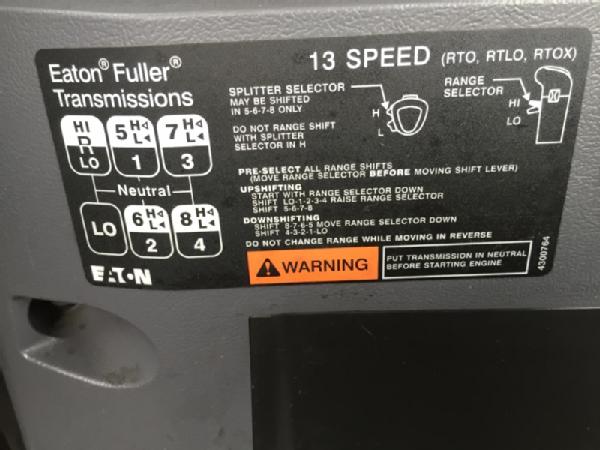 Eaton® Fuller®
Transmissions
13 SPEED (RTO, RTLO, RTOX)
HI R LO
5 H L 1
7 H L 3
Neutral
LO
6 H L 2
8 H L 4
EATON
SPLITTER SELECTOR
MAY BE SHIFTED
IN 5-6-7-8 ONLY
H
L
DO NOT RANGE SHIFT
WITH SPLITTER
SELECTOR IN H
RANGE
SELECTOR
HI
LO
PRE-SELECT ALL RANGE SHIFTS
(MOVE RANGE SELECTOR BEFORE MOVING SHIFT LEVER)
UPSHIFTING
START WITH RANGE SELECTOR DOWN
SHIFT LO-1-2-3-4 RAISE RANGE SELECTOR
SHIFT 5-6-7-8
DOWNSHIFTING
SHIFT 8-7-6-5 MOVE RANGE SELECTOR DOWN
SHIFT 4-3-2-1-LO
DO NOT CHANGE RANGE WHILE MOVING IN REVERSE
WARNING
PUT TRANSMISSION IN NEUTRAL
BEFORE STARTING ENGINE
4300764